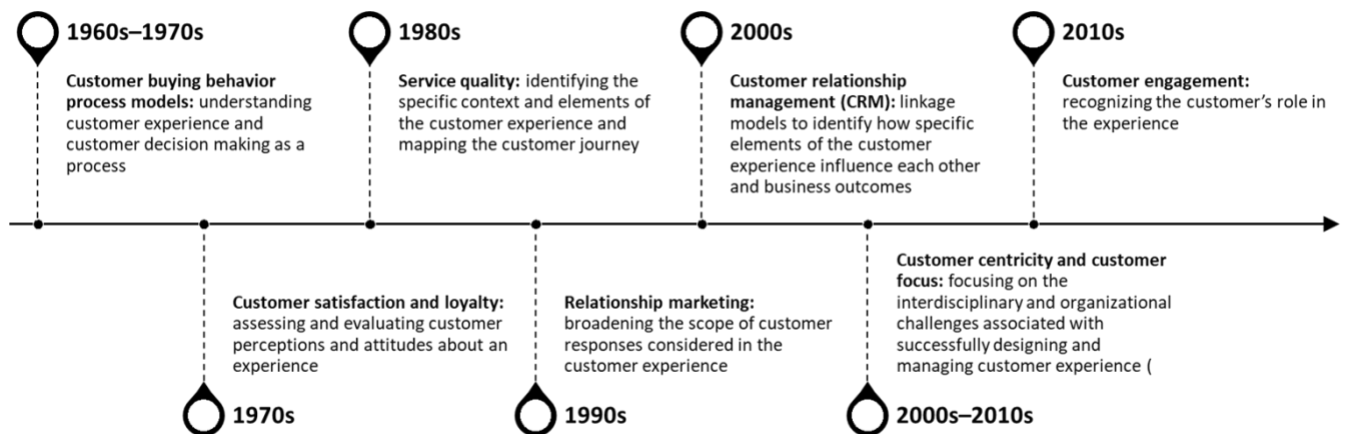 1960s–1970s
Customer buying behavior
process models: understanding
customer experience and
customer decision making as a
process
1980s
Service quality: identifying the
specific context and elements of
the customer experience and
mapping the customer journey
2000s
Customer relationship
management (CRM): linkage
models to identify how specific
elements of the customer
experience influence each other
and business outcomes
2010s
Customer engagement:
recognizing the customer's role in
the experience
Customer satisfaction and loyalty:
assessing and evaluating customer
perceptions and attitudes about an
experience
1970s
Relationship marketing:
broadening the scope of customer
responses considered in the
customer experience
1990s
Customer centricity and customer
focus: focusing on the
interdisciplinary and organizational
challenges associated with
successfully designing and
managing customer experience (
2000s–2010s